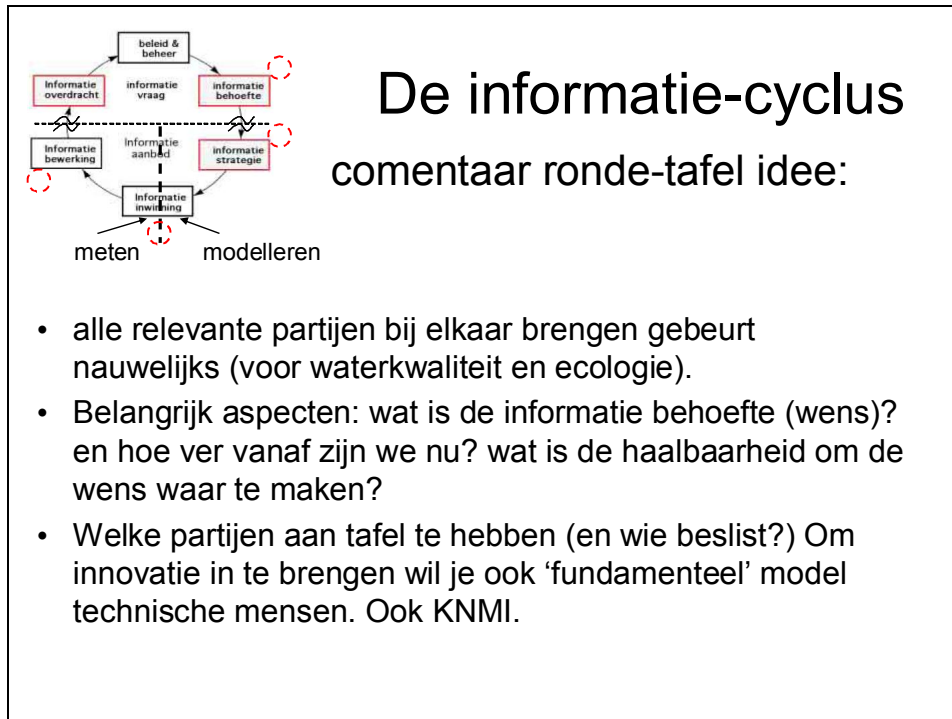 beleid &
beheer
Informatie
overdracht
informatie
vraag
informatie
behoefte
Informatie
bewerking
Informatie
aanbod
informatie
strategie
Informatie
inwinning
meten
modelleren
De informatie-cyclus
comentaar ronde-tafel idee:
• alle relevante partijen bij elkaar brengen gebeurt
nauwelijks (voor waterkwaliteit en ecologie).
• Belangrijk aspecten: wat is de informatie behoefte (wens)?
en hoe ver vanaf zijn we nu? wat is de haalbaarheid om de
wens waar te maken?
• Welke partijen aan tafel te hebben (en wie beslist?) Om
innovatie in te brengen wil je ook ‘fundamenteel’ model
technische mensen. Ook KNMI.